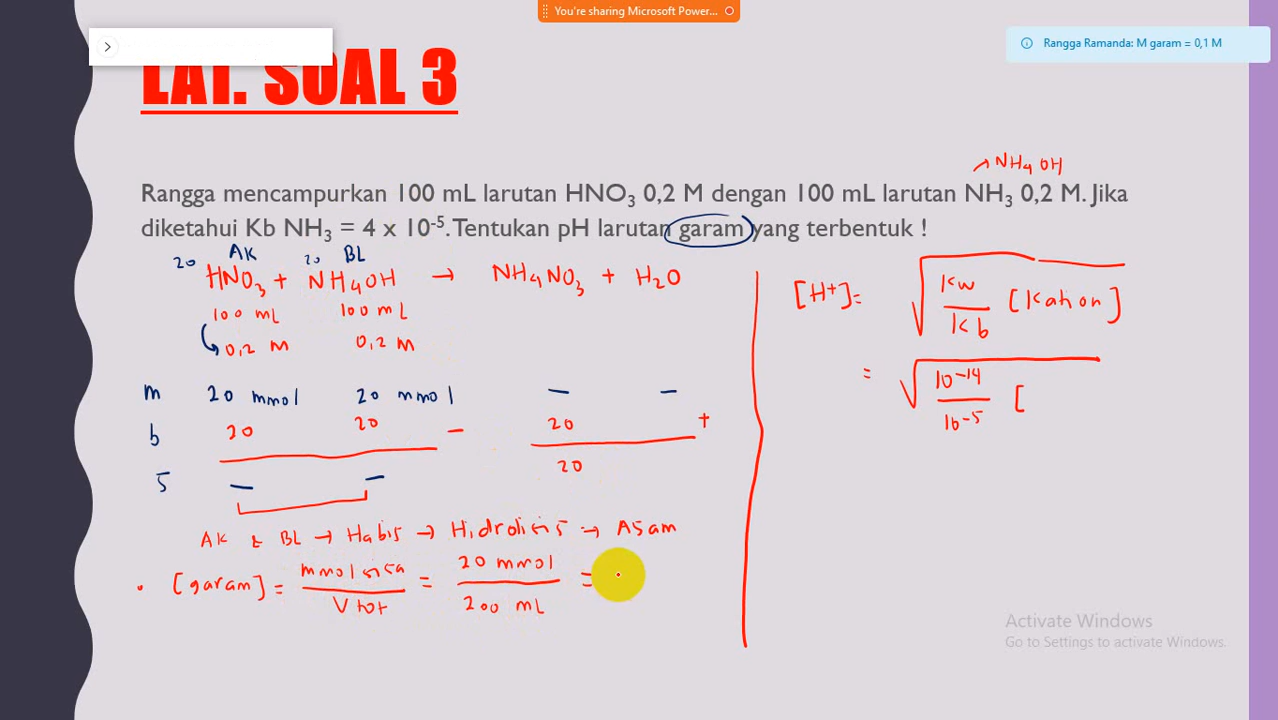 You're sharing Microsoft Power...
Rangga Ramanda: M garam = 0,1 M
LAT. SOAL 3
NH4OH
Rangga mencampurkan 100 mL larutan HNO3 0,2 M dengan 100 mL larutan NH3 0,2 M. Jika
diketahui Kb NH3 = 4 x 10-5. Tentukan pH larutan garam yang terbentuk !
AK BL
20 HNO3 + 20 NH4OH → NH4NO3 + H2O
100 mL 100 mL
0,2 M 0,2 M
m 20 mmol 20 mmol — —
b 20 20 — 20 +
s — — 20
AK & BL → Habis → Hidrolisis → Asam
• [garam] = mmol sisa / V tot = 20 mmol / 200 mL =
[H+] = √ Kw / Kb [Kation]
= √ 10-14 / 10-5 [
Activate Windows
Go to Settings to activate Windows.